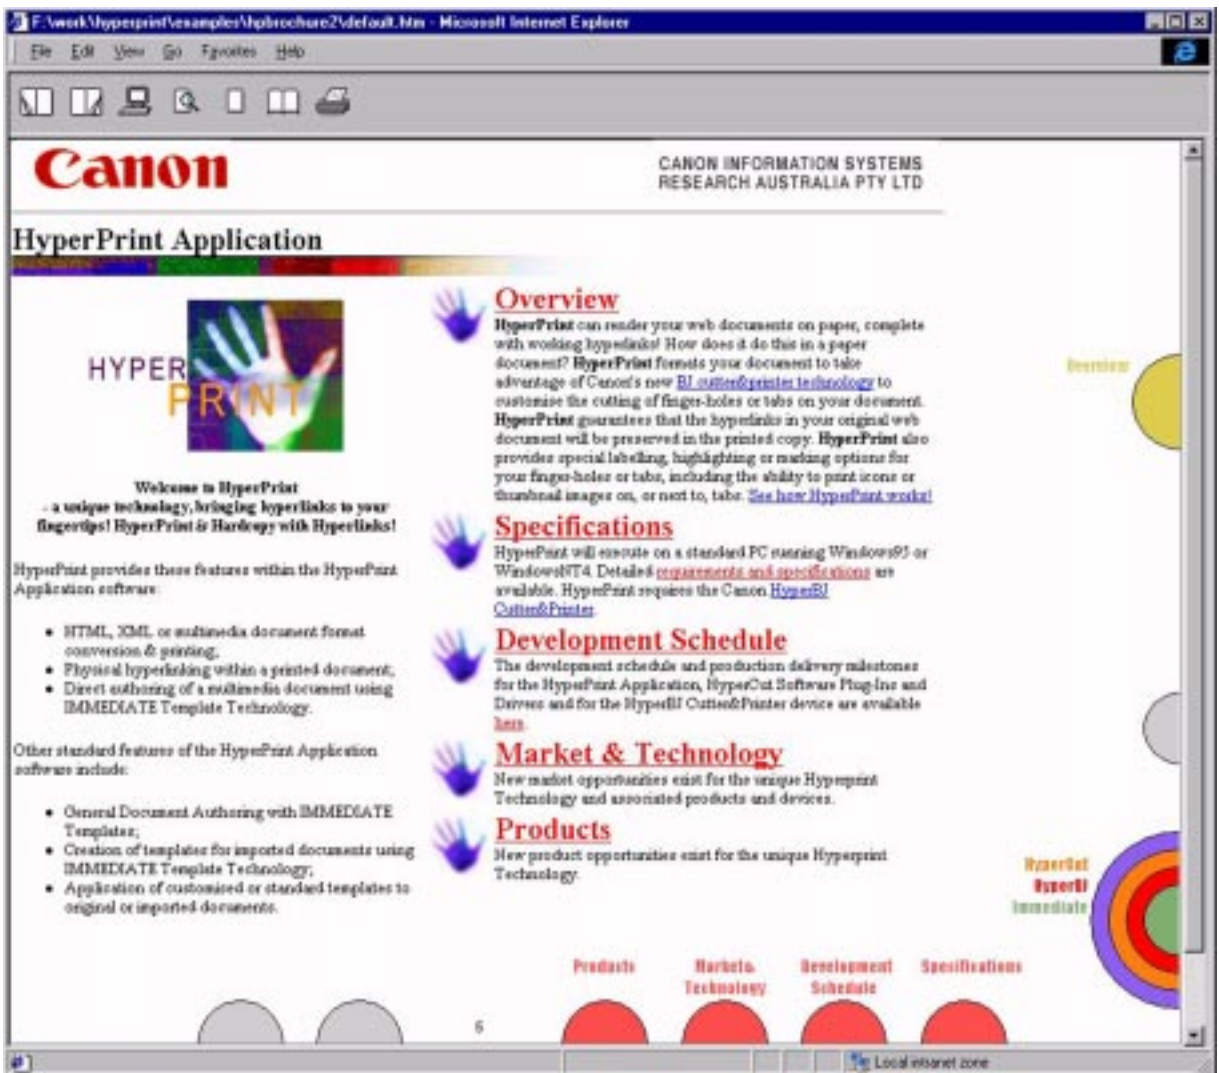 F:\work\hyperprint\examples\hpbrochure2\default.htm - Microsoft Internet Explorer
File Edit View Go Favorites Help
Canon
CANON INFORMATION SYSTEMS
RESEARCH AUSTRALIA PTY LTD
HyperPrint Application
HYPER
PRINT
Welcome to HyperPrint
- a unique technology, bringing hyperlinks to your
fingertips! HyperPrint is Hardcopy with Hyperlinks!
HyperPrint provides these features within the HyperPrint
Application software:
• HTML, XML or multimedia document format
conversion & printing;
• Physical hyperlinking within a printed document;
• Direct authoring of a multimedia document using
IMMEDIATE Template Technology.
Other standard features of the HyperPrint Application
software include:
• General Document Authoring with IMMEDIATE
Templates;
• Creation of templates for imported documents using
IMMEDIATE Template Technology;
• Application of customised or standard templates to
original or imported documents.
Overview
HyperPrint can render your web documents on paper, complete
with working hyperlinks! How does it do this in a paper
document? HyperPrint formats your document to take
advantage of Canon's new BJ cutter&printer technology to
customise the cutting of finger-holes or tabs on your document.
HyperPrint guarantees that the hyperlinks in your original web
document will be preserved in the printed copy. HyperPrint also
provides special labelling, highlighting or marking options for
your finger-holes or tabs, including the ability to print icons or
thumbnail images on, or next to, tabs. See how HyperPrint works!
Specifications
HyperPrint will execute on a standard PC running Windows95 or
WindowsNT4. Detailed requirements and specifications are
available. HyperPrint requires the Canon HyperBJ
Cutter&Printer.
Development Schedule
The development schedule and production delivery milestones
for the HyperPrint Application, HyperCut Software Plug-Ins and
Drivers and for the HyperBJ Cutter&Printer device are available
here.
Market & Technology
New market opportunities exist for the unique Hyperprint
Technology and associated products and devices.
Products
New product opportunities exist for the unique Hyperprint
Technology.
Overview
HyperCut
HyperBJ
Immediate
Products
Market&
Technology
Development
Schedule
Specifications
6
Local intranet zone